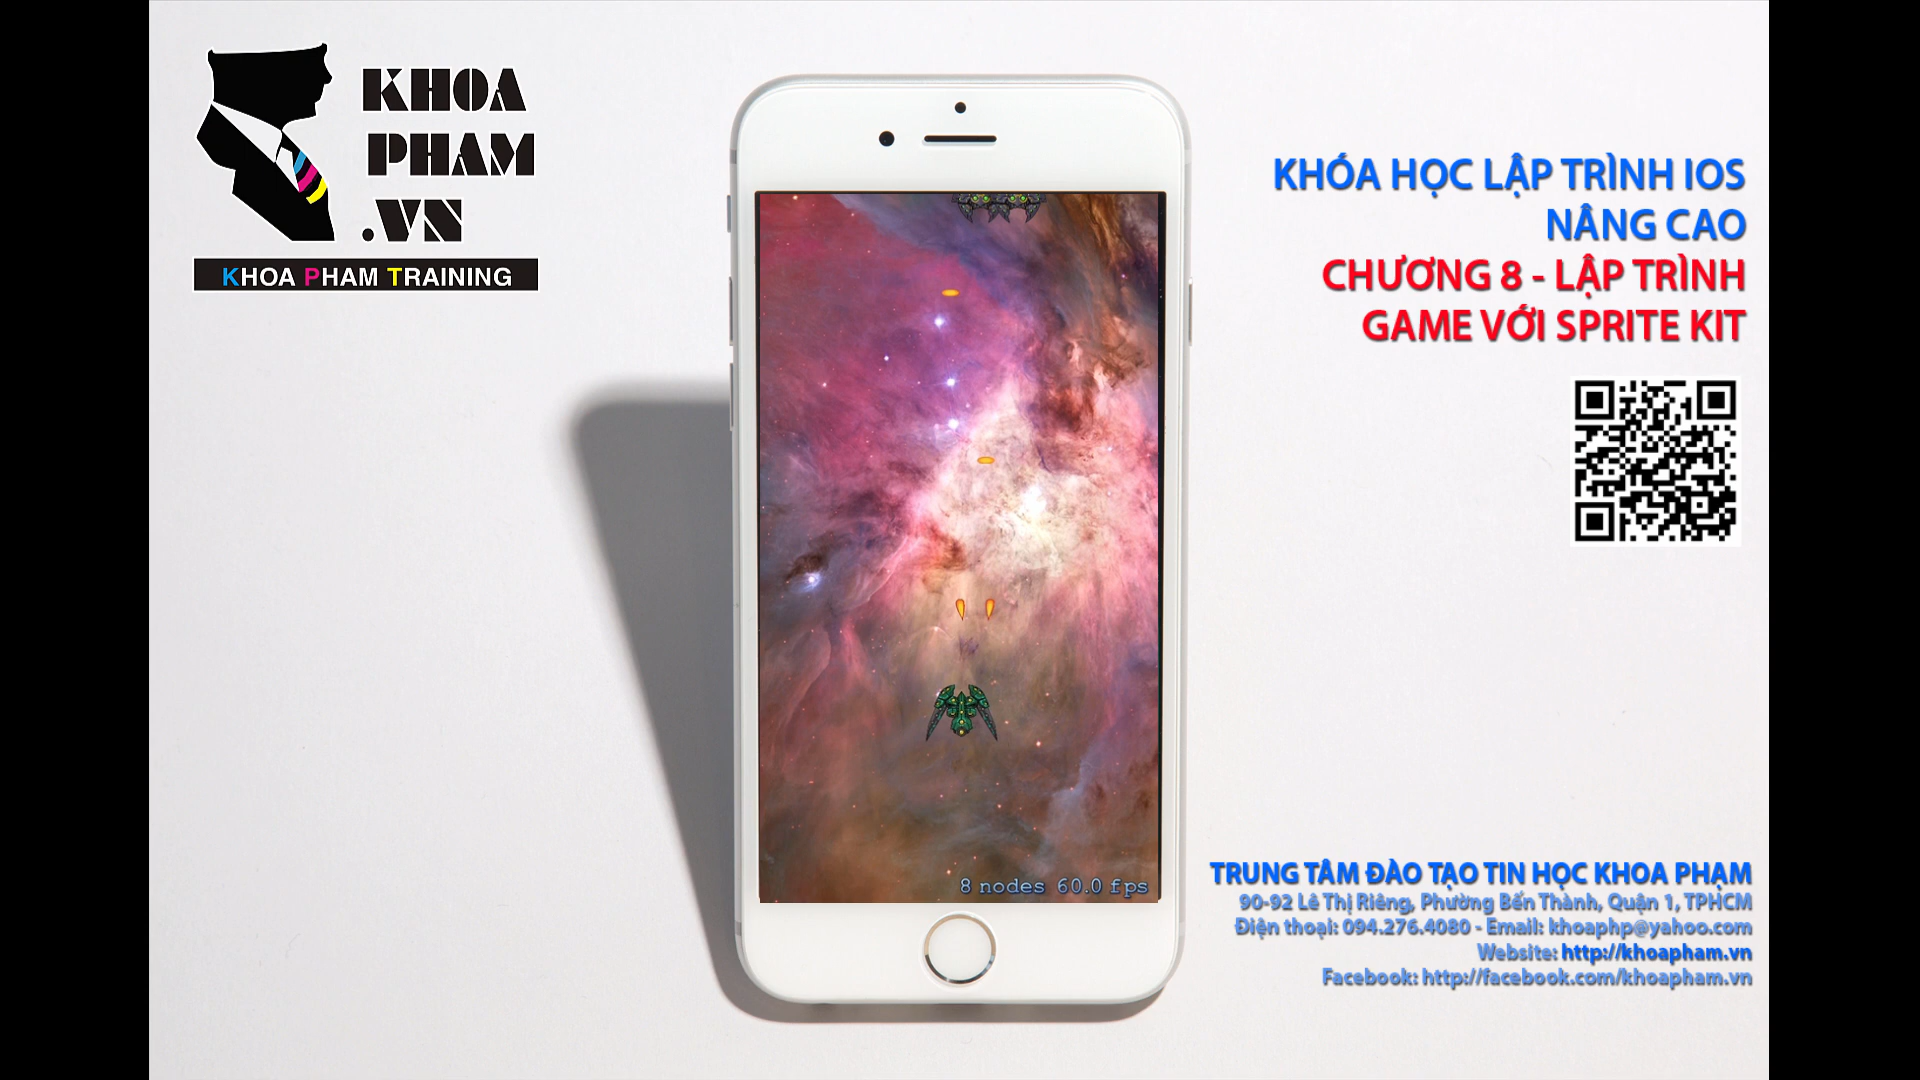 KHOA
PHAM
.VN
KHOA PHAM TRAINING
KHÓA HỌC LẬP TRÌNH IOS
NÂNG CAO
CHƯƠNG 8 - LẬP TRÌNH
GAME VỚI SPRITE KIT
8 nodes 60.0 fps
TRUNG TÂM ĐÀO TẠO TIN HỌC KHOA PHẠM
90-92 Lê Thị Riêng, Phường Bến Thành, Quận 1, TPHCM
Điện thoại: 094.276.4080 - Email: khoaphp@yahoo.com
Website: http://khoapham.vn
Facebook: http://facebook.com/khoapham.vn